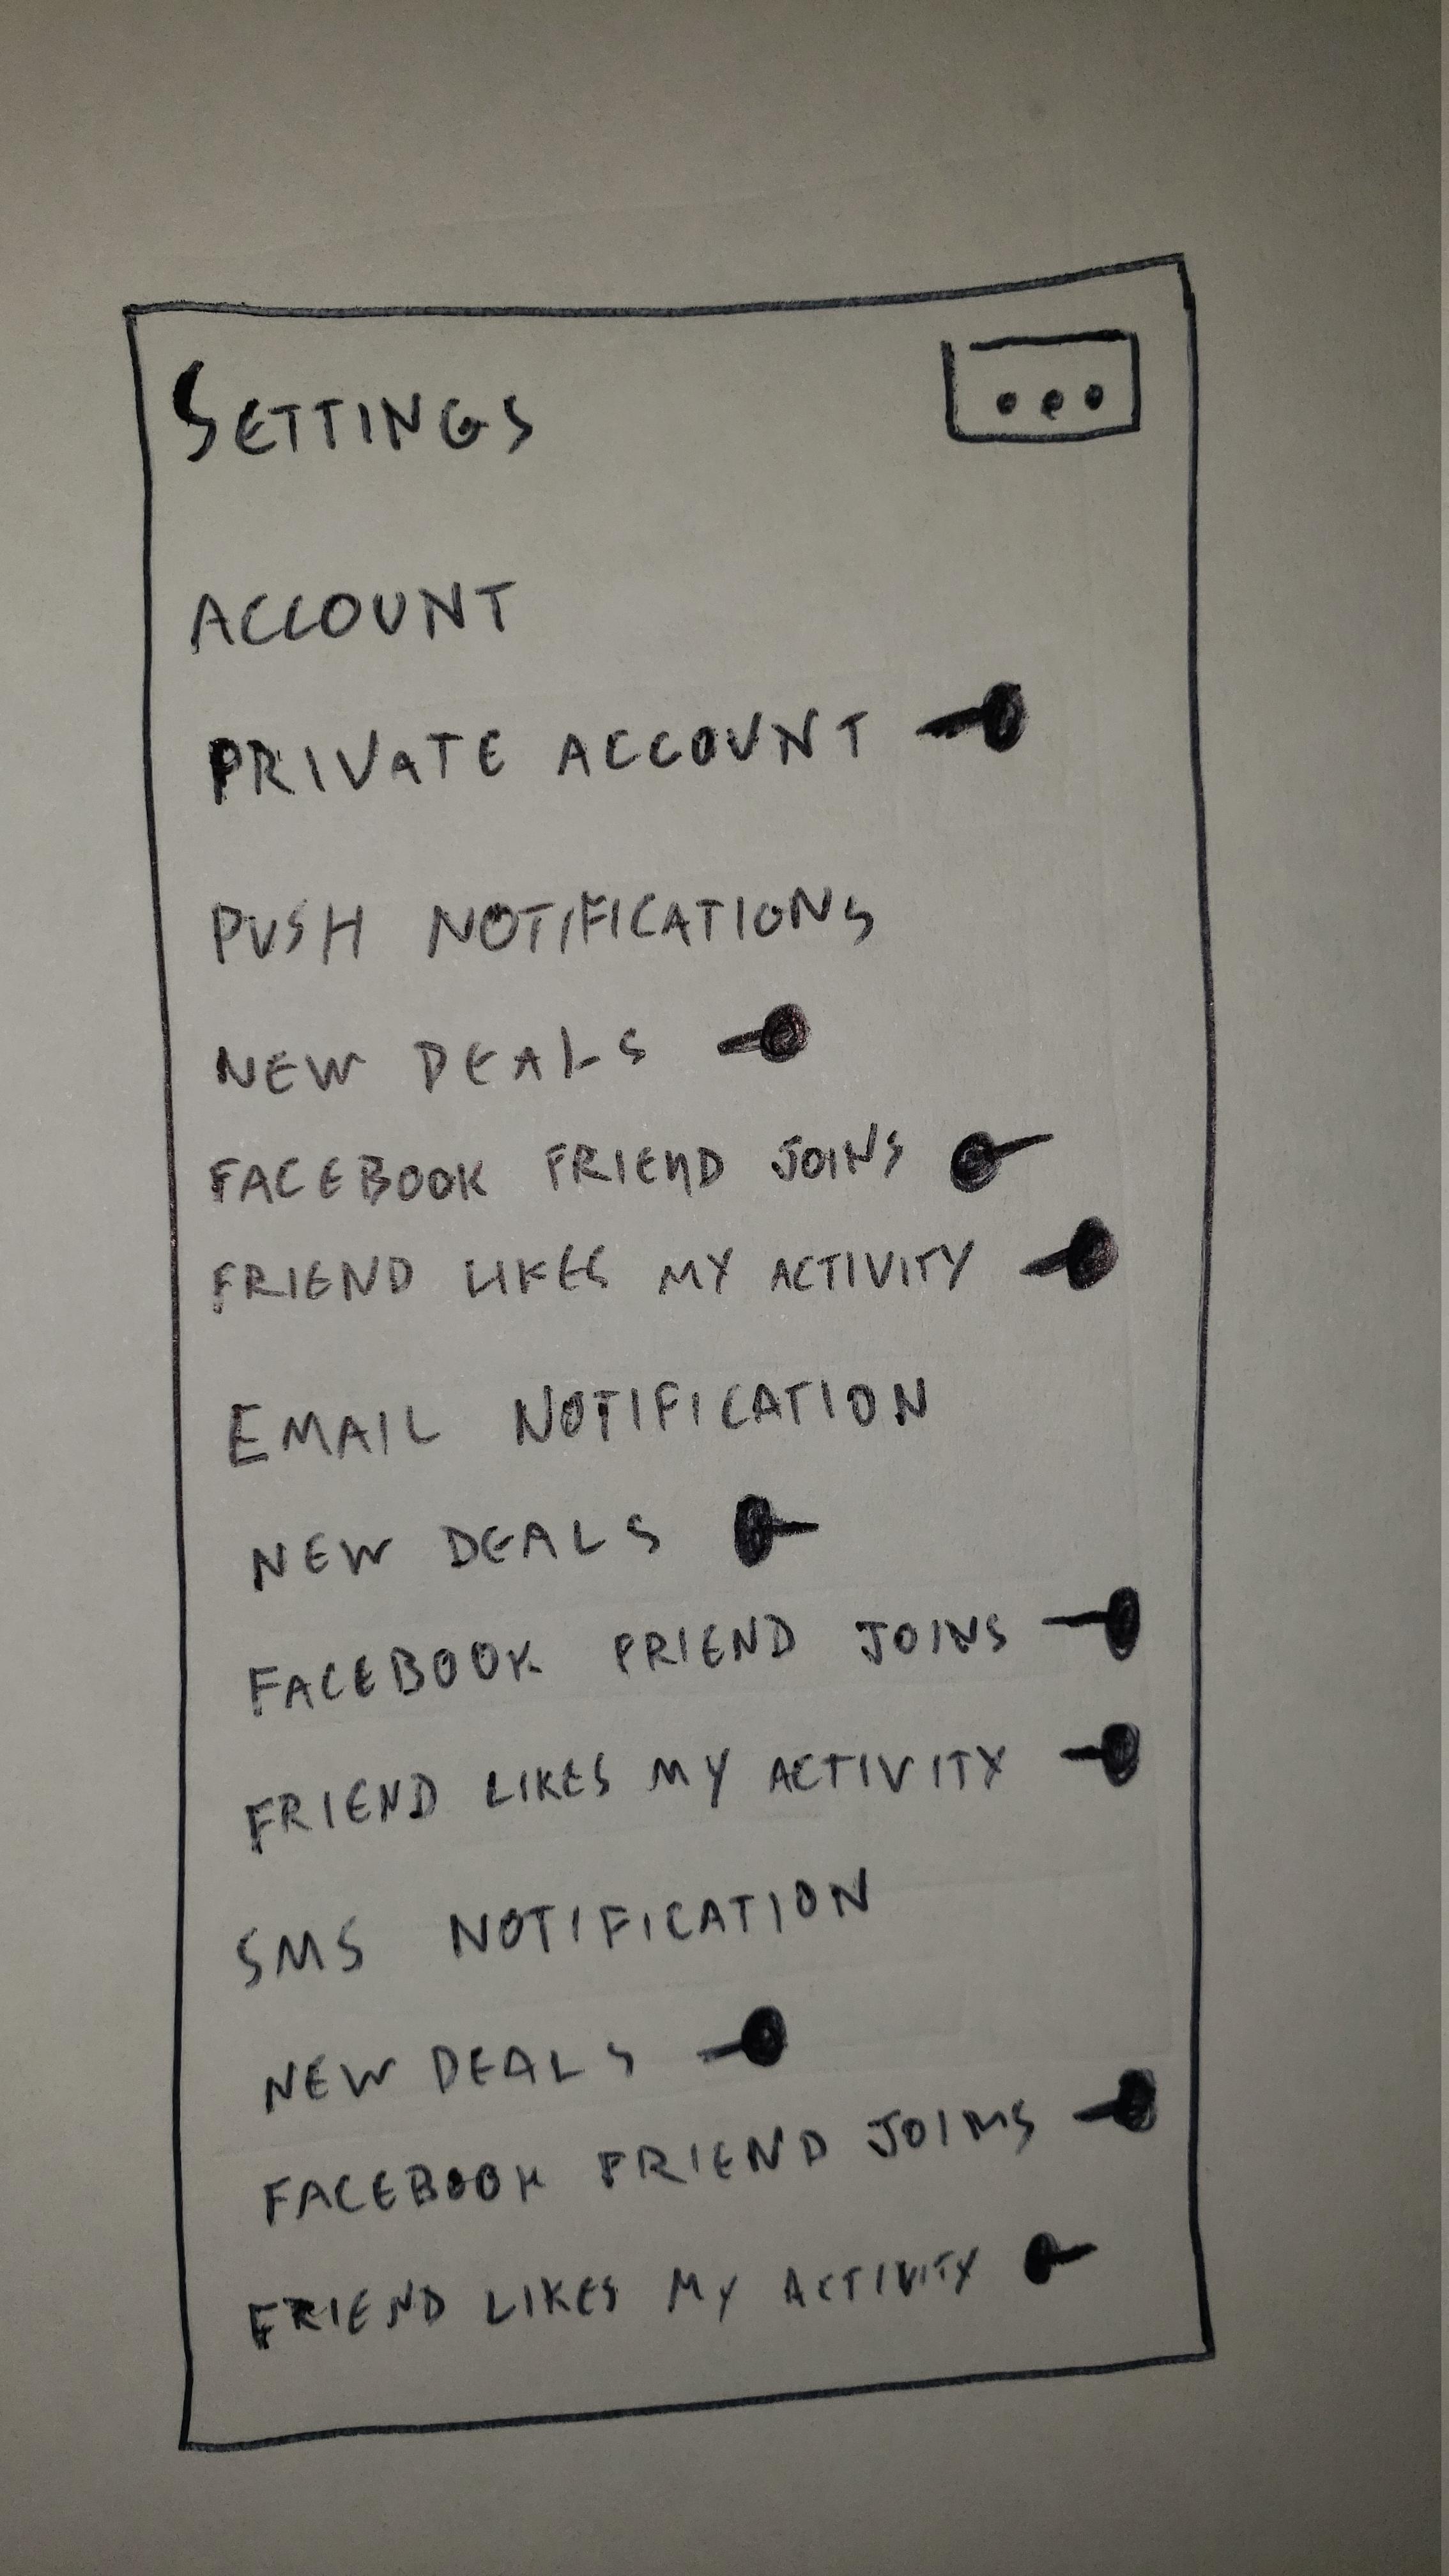 SETTINGS
ACCOUNT
PRIVATE ACCOUNT
PUSH NOTIFICATIONS
NEW DEALS
FACEBOOK FRIEND JOINS
FRIEND LIKES MY ACTIVITY
EMAIL NOTIFICATION
NEW DEALS
FACEBOOK FRIEND JOINS
FRIEND LIKES MY ACTIVITY
SMS NOTIFICATION
NEW DEALS
FACEBOOK FRIEND JOINS
FRIEND LIKES MY ACTIVITY